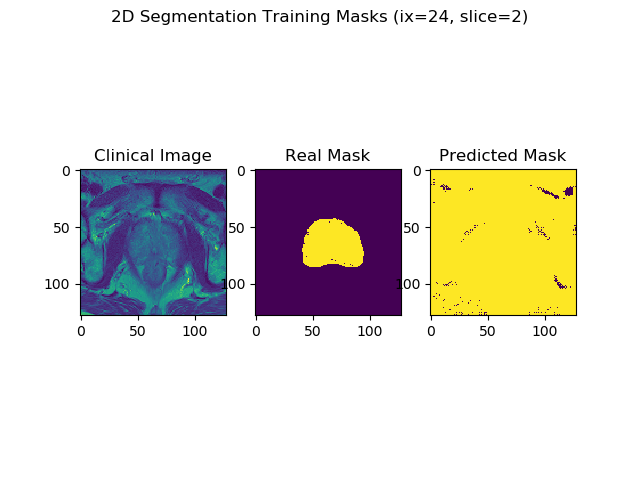 2D Segmentation Training Masks (ix=24, slice=2)
Clinical Image Real Mask Predicted Mask
0 0 0
50 50 50
100 100 100
0 50 100 0 50 100 0 50 100